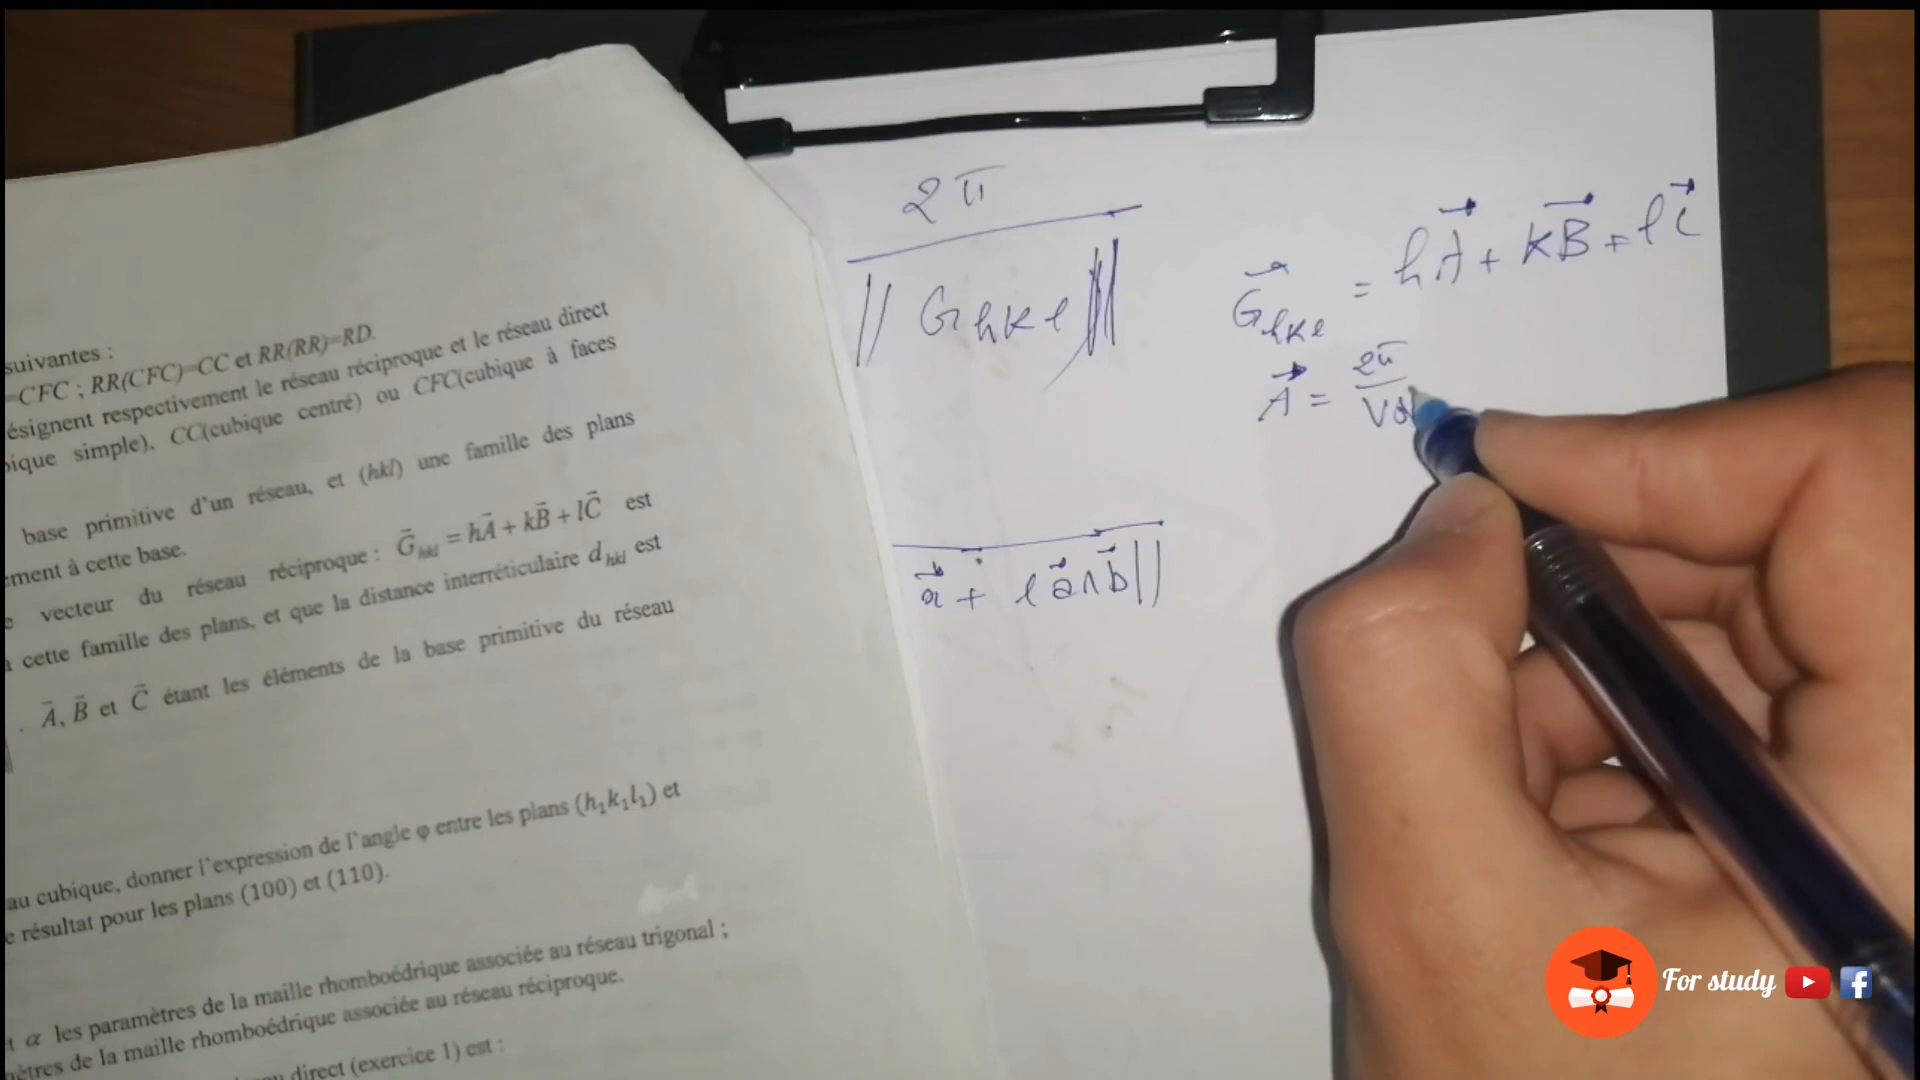 suivantes :
=CFC ; RR(CFC)=CC et RR(RR)=RD.
ésignent respectivement le réseau réciproque et le réseau direct
ique simple), CC(cubique centré) ou CFC(cubique à faces
base primitive d'un réseau, et (hkl) une famille des plans
ement à cette base.
vecteur du réseau réciproque : G⃗hkl = hA⃗ + kB⃗ + lC⃗ est
cette famille des plans, et que la distance interréticulaire dhkl est
. A⃗, B⃗ et C⃗ étant les éléments de la base primitive du réseau
au cubique, donner l'expression de l'angle φ entre les plans (h₁k₁l₁) et
e résultat pour les plans (100) et (110).
t α les paramètres de la maille rhomboédrique associée au réseau trigonal ;
ètres de la maille rhomboédrique associée au réseau réciproque.
au direct (exercice 1) est :
2π
|| Ghkl ||
a⃗ + l a⃗ ∧ b⃗ ||
G⃗hkl = hA⃗ + kB⃗ + lC⃗
A⃗ = 2π
For study